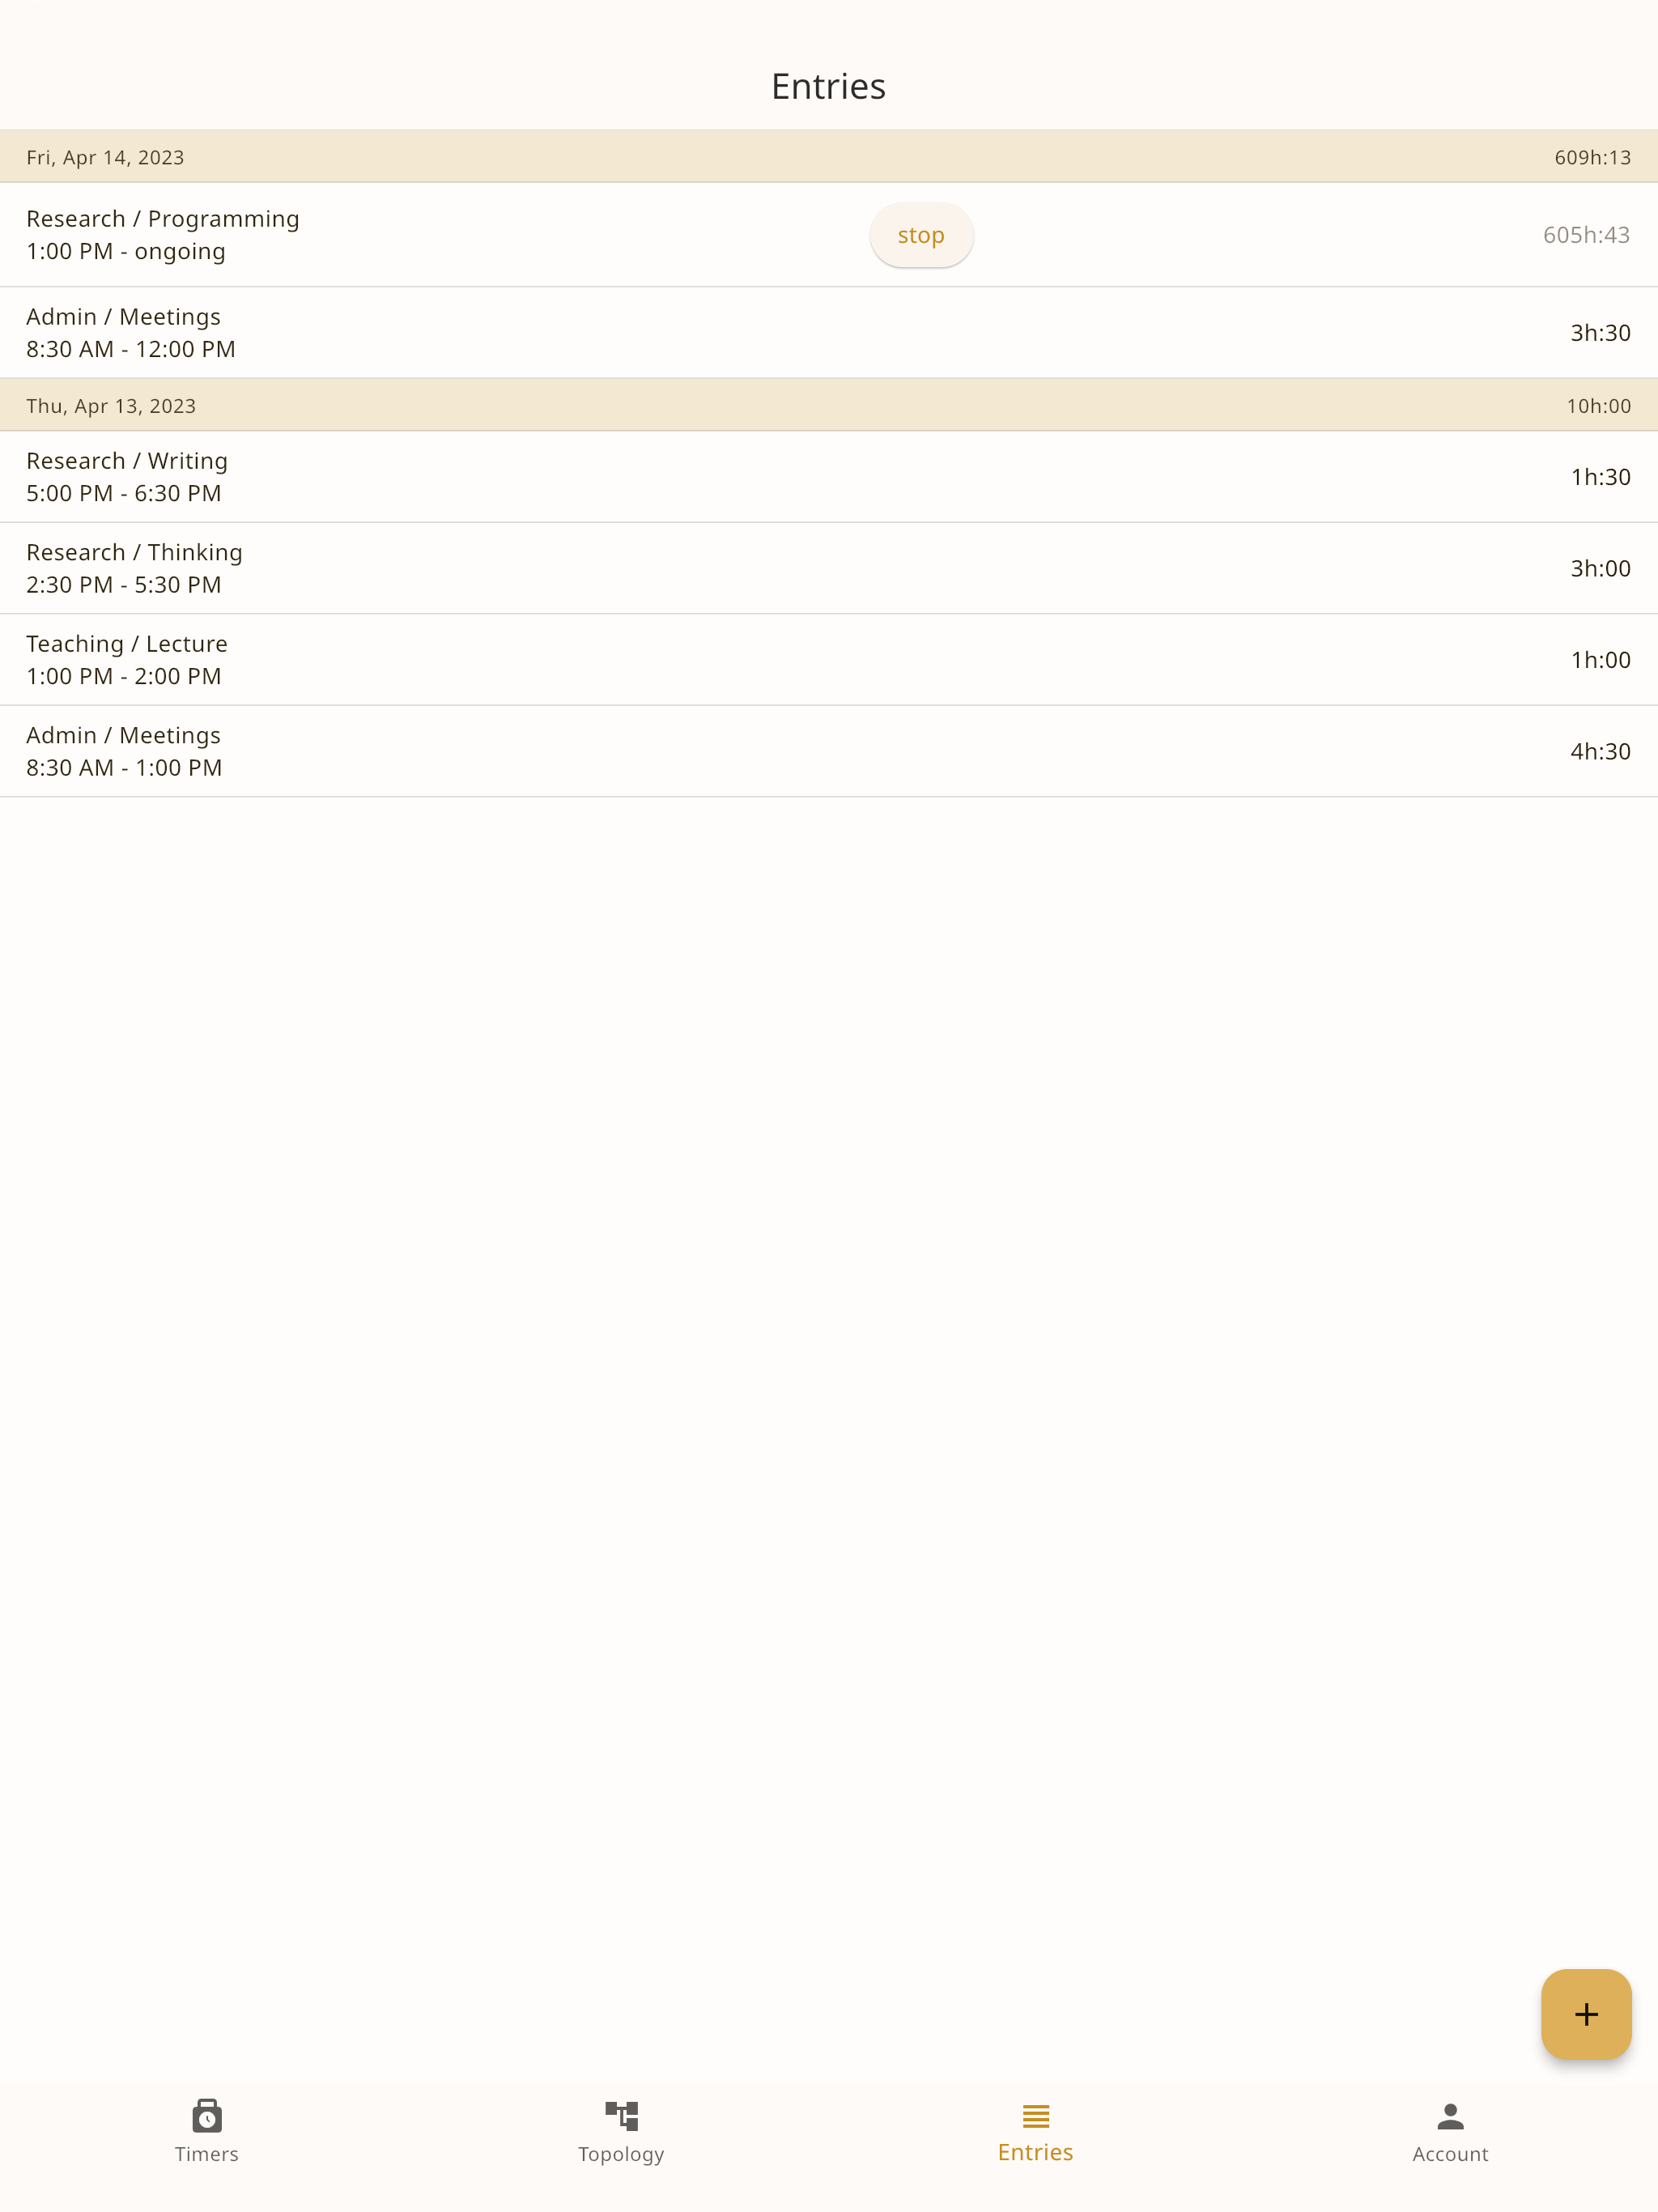 Entries
Fri, Apr 14, 2023 609h:13
Research / Programming
1:00 PM - ongoing
stop
605h:43
Admin / Meetings
8:30 AM - 12:00 PM
3h:30
Thu, Apr 13, 2023 10h:00
Research / Writing
5:00 PM - 6:30 PM
1h:30
Research / Thinking
2:30 PM - 5:30 PM
3h:00
Teaching / Lecture
1:00 PM - 2:00 PM
1h:00
Admin / Meetings
8:30 AM - 1:00 PM
4h:30
+
Timers Topology Entries Account